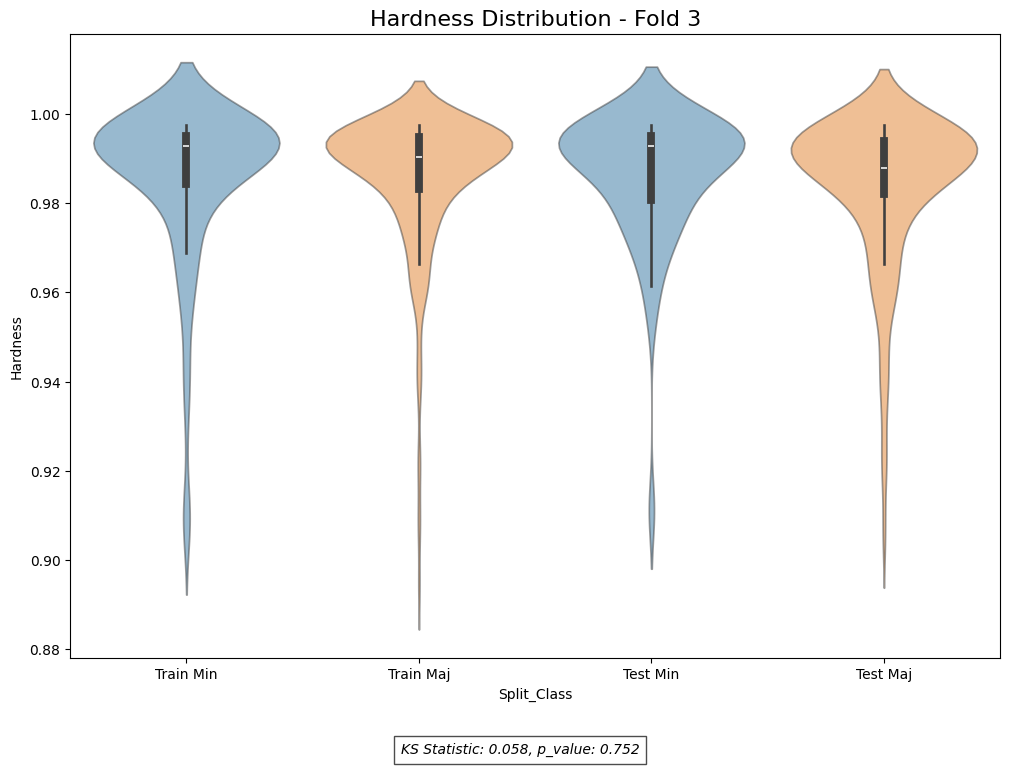 Hardness Distribution - Fold 3
Hardness
1.00
0.98
0.96
0.94
0.92
0.90
0.88
Train Min Train Maj Test Min Test Maj
Split_Class
KS Statistic: 0.058, p_value: 0.752